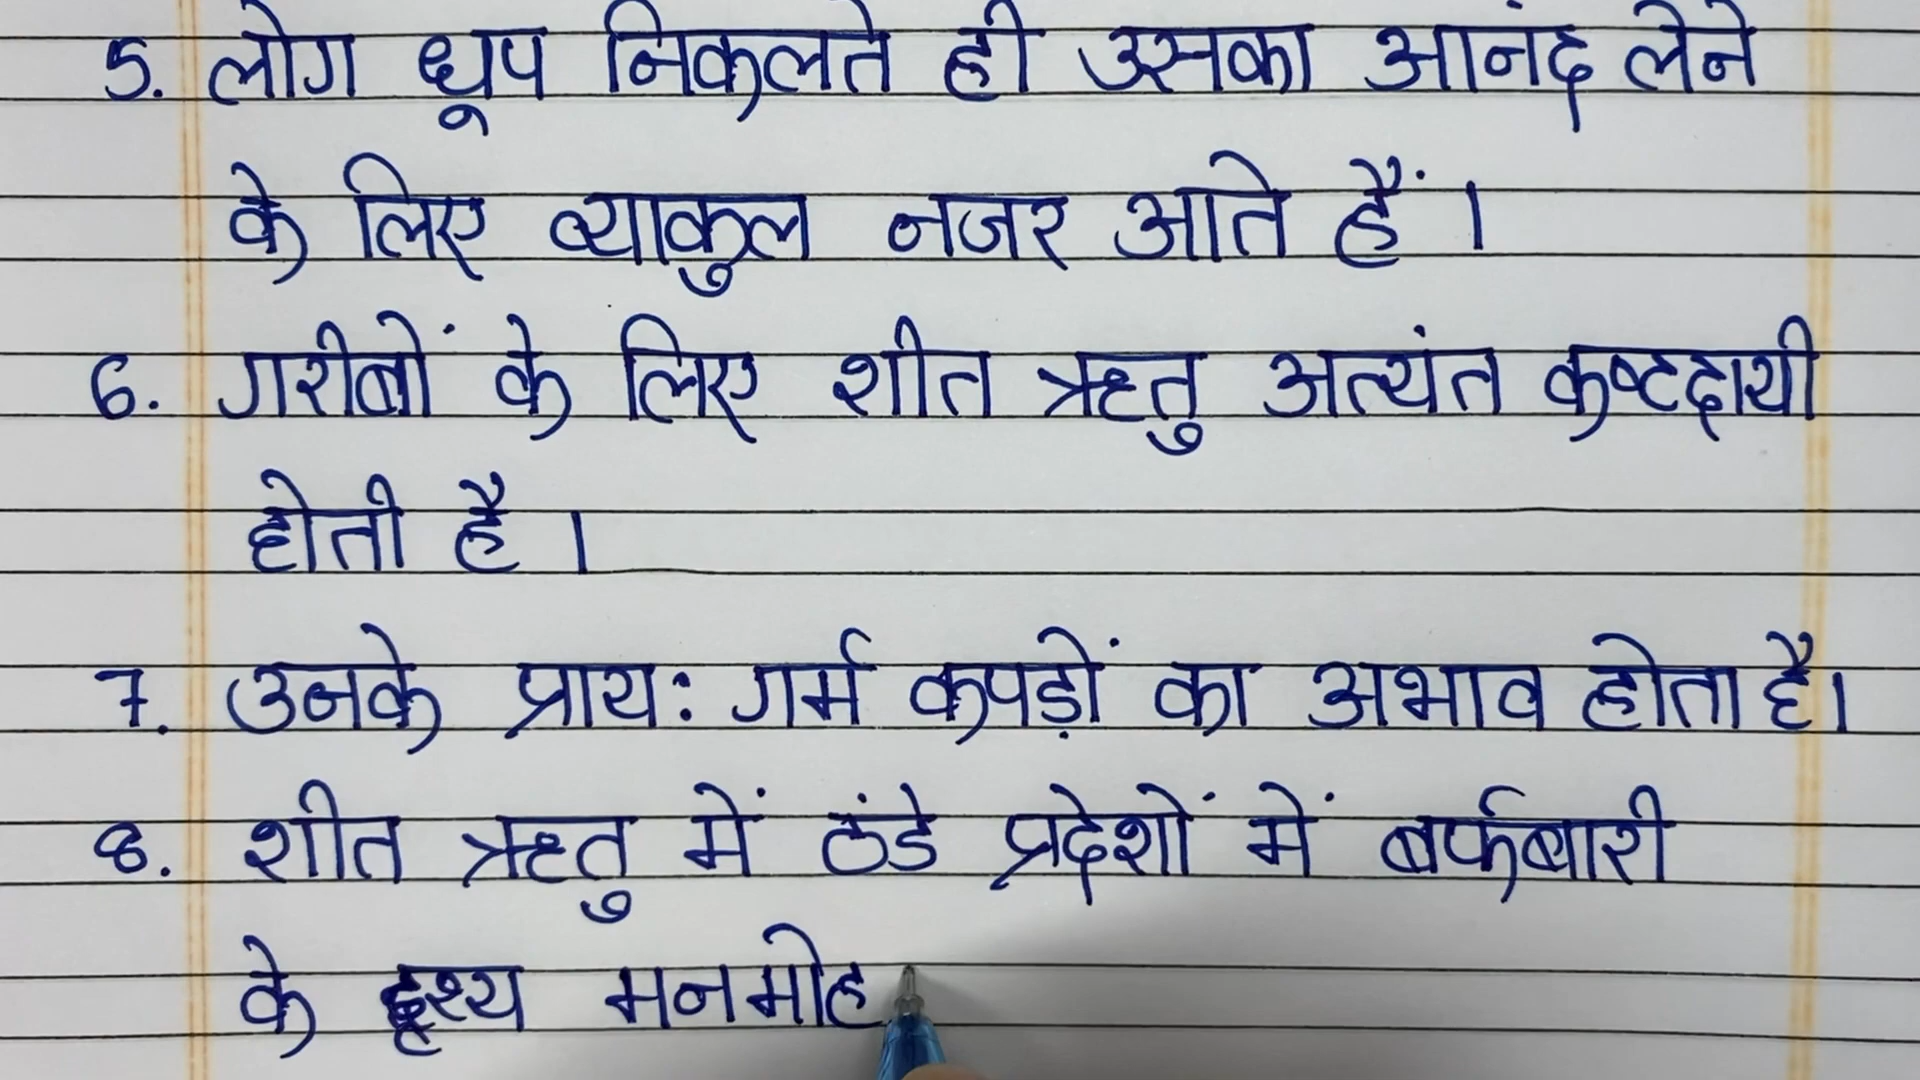 5. लोग धूप निकलते ही उसका आनंद लेने
के लिए व्याकुल नजर आते हैं ।
6. गरीबों के लिए शीत ऋतु अत्यंत कष्टदायी
होती है ।
7. उनके प्रायः गर्म कपड़ों का अभाव होता है।
8. शीत ऋतु में ठंडे प्रदेशों में बर्फबारी
के दृश्य मनमोह